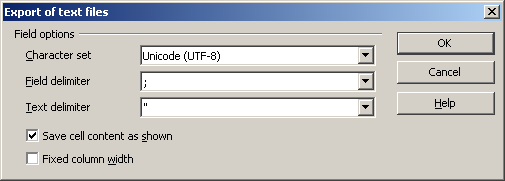 Export of text files
Field options
Character set Unicode (UTF-8) OK
Field delimiter ; Cancel
Text delimiter " Help
Save cell content as shown
Fixed column width